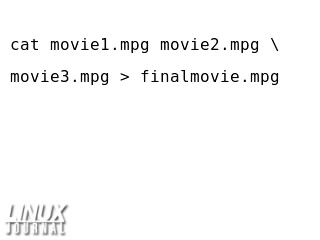 cat movie1.mpg movie2.mpg \
movie3.mpg > finalmovie.mpg
LINUX
JOURNAL